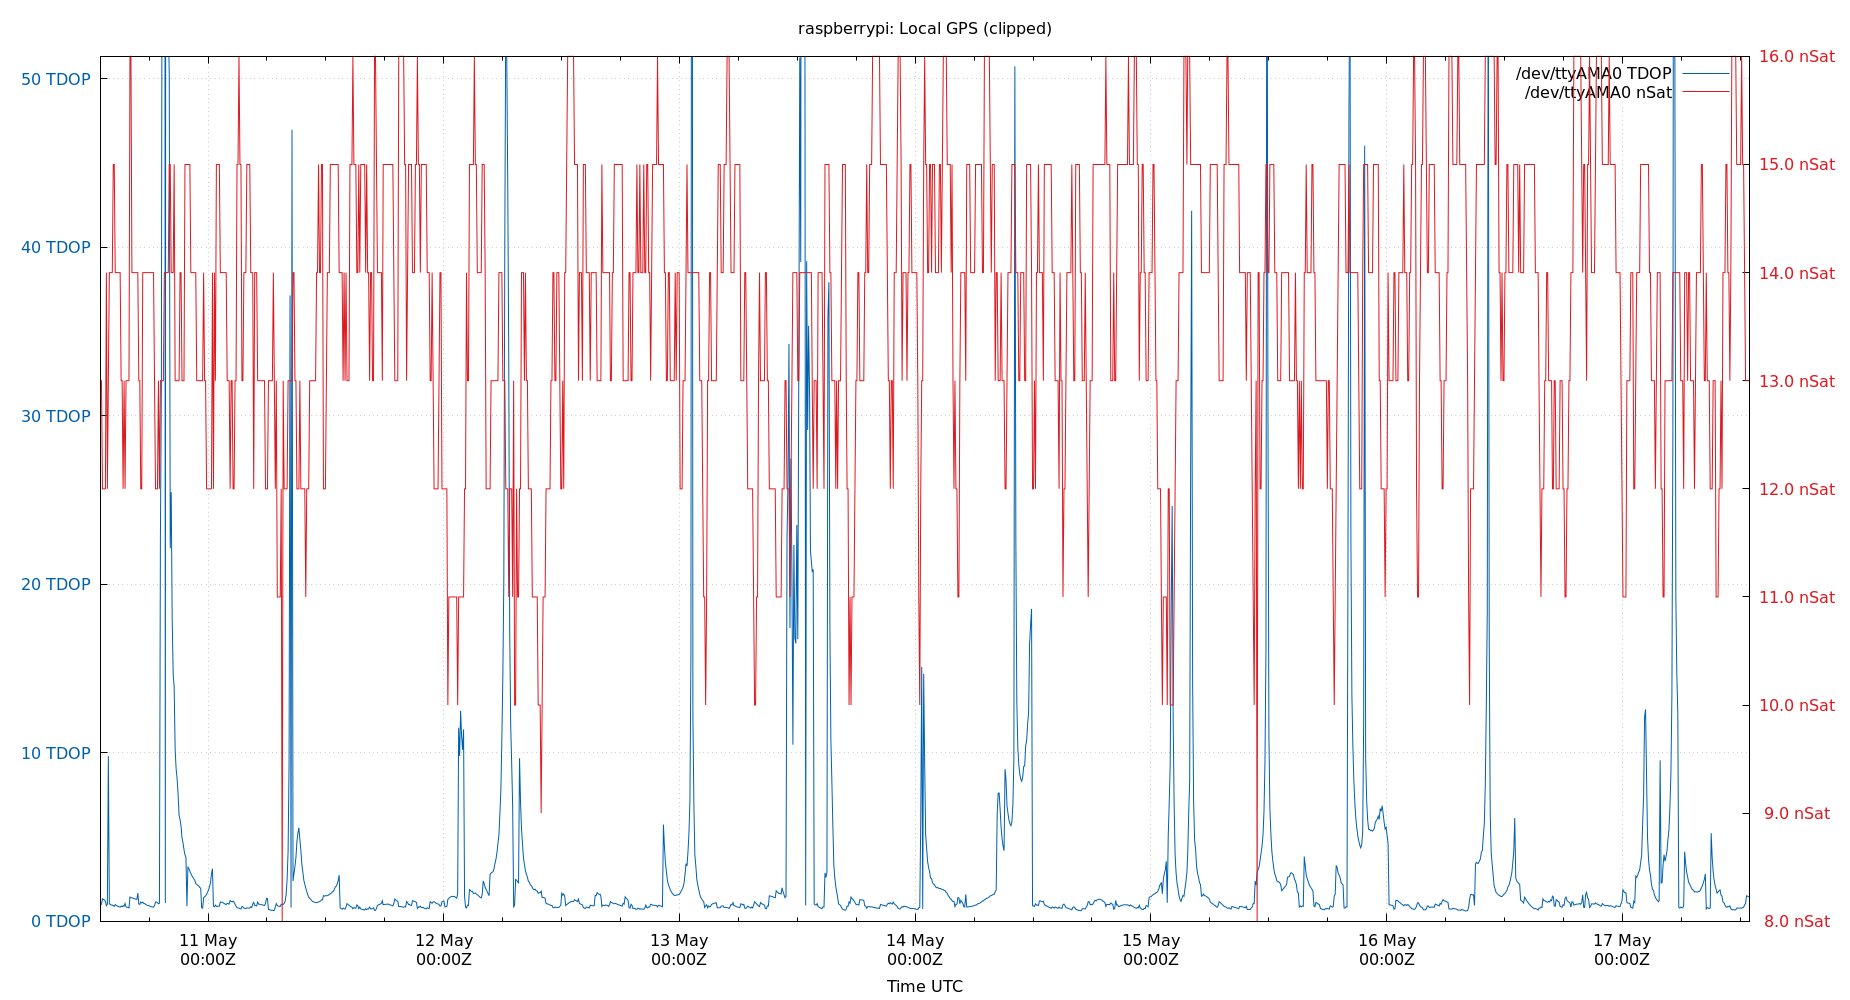 raspberrypi: Local GPS (clipped)
50 TDOP
40 TDOP
30 TDOP
20 TDOP
10 TDOP
0 TDOP
16.0 nSat
15.0 nSat
14.0 nSat
13.0 nSat
12.0 nSat
11.0 nSat
10.0 nSat
9.0 nSat
8.0 nSat
/dev/ttyAMA0 TDOP
/dev/ttyAMA0 nSat
11 May 12 May 13 May 14 May 15 May 16 May 17 May
00:00Z 00:00Z 00:00Z 00:00Z 00:00Z 00:00Z 00:00Z
Time UTC